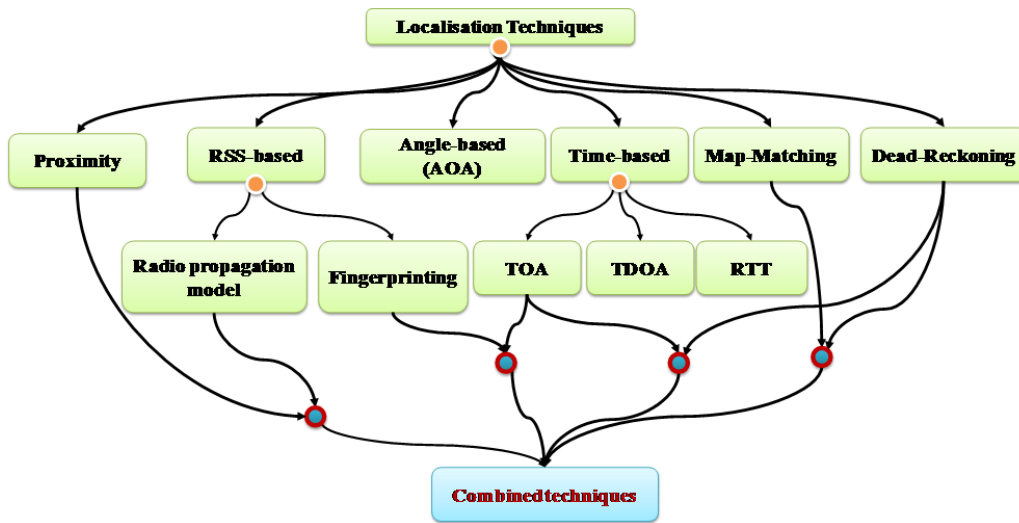 Localisation Techniques
Proximity
RSS-based
Angle-based
(AOA)
Time-based
Map-Matching
Dead-Reckoning
Radio propagation
model
Fingerprinting
TOA
TDOA
RTT
Combined techniques